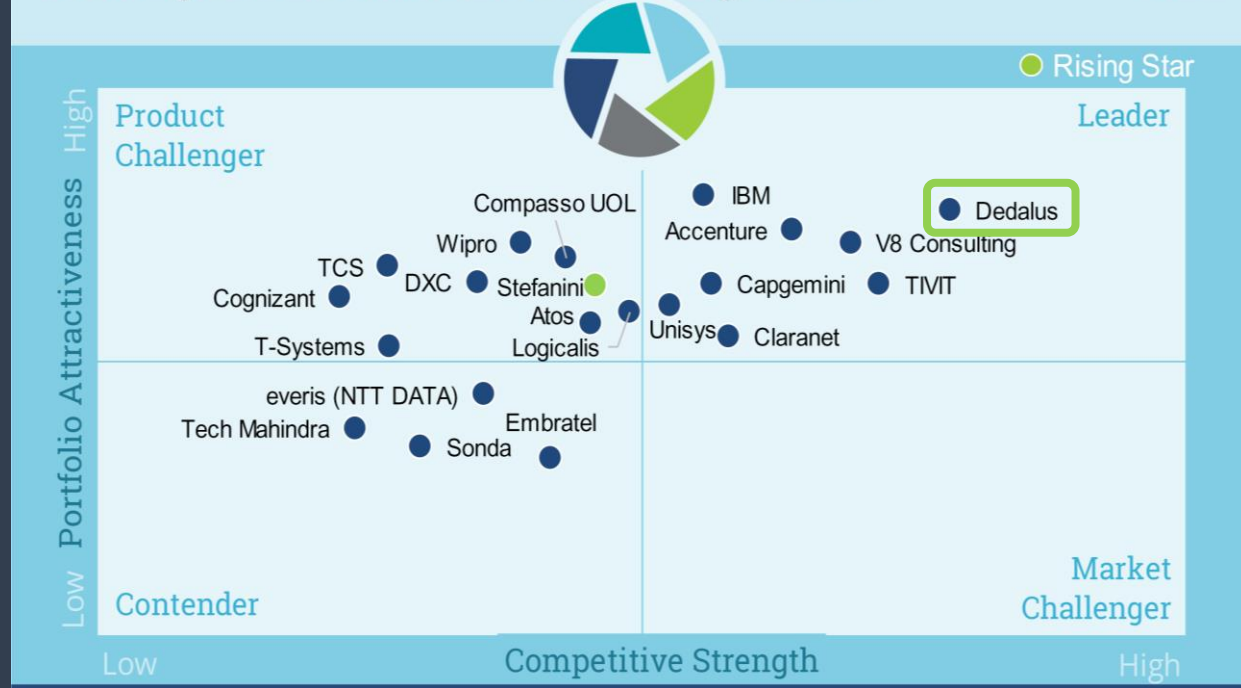 Rising Star
High
Product
Challenger
Leader
Portfolio Attractiveness
Compasso UOL
IBM
Dedalus
Accenture
Wipro
V8 Consulting
TCS
DXC
Stefanini
Capgemini
TIVIT
Cognizant
Atos
Unisys
Claranet
T-Systems
Logicalis
everis (NTT DATA)
Embratel
Tech Mahindra
Sonda
Low
Contender
Market
Challenger
Low
Competitive Strength
High